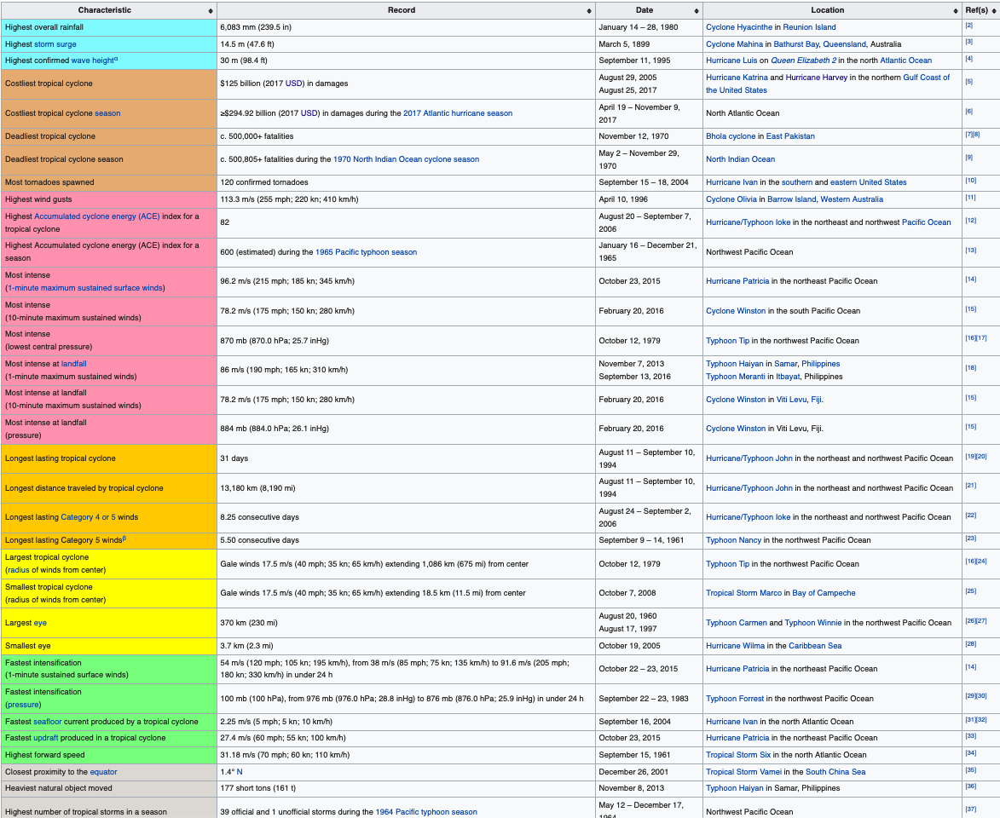 Characteristic Record Date Location Ref(s)
Highest overall rainfall 6,083 mm (239.5 in) January 14 – 28, 1980 Cyclone Hyacinthe in Reunion Island [2]
Highest storm surge 14.5 m (47.6 ft) March 5, 1899 Cyclone Mahina in Bathurst Bay, Queensland, Australia [3]
Highest confirmed wave heightα 30 m (98.4 ft) September 11, 1995 Hurricane Luis on Queen Elizabeth 2 in the north Atlantic Ocean [4]
Costliest tropical cyclone $125 billion (2017 USD) in damages August 29, 2005
August 25, 2017 Hurricane Katrina and Hurricane Harvey in the northern Gulf Coast of
the United States [5]
Costliest tropical cyclone season ≥$294.92 billion (2017 USD) in damages during the 2017 Atlantic hurricane season April 19 – November 9,
2017 North Atlantic Ocean [6]
Deadliest tropical cyclone c. 500,000+ fatalities November 12, 1970 Bhola cyclone in East Pakistan [7][8]
Deadliest tropical cyclone season c. 500,805+ fatalities during the 1970 North Indian Ocean cyclone season May 2 – November 29,
1970 North Indian Ocean [9]
Most tornadoes spawned 120 confirmed tornadoes September 15 – 18, 2004 Hurricane Ivan in the southern and eastern United States [10]
Highest wind gusts 113.3 m/s (255 mph; 220 kn; 410 km/h) April 10, 1996 Cyclone Olivia in Barrow Island, Western Australia [11]
Highest Accumulated cyclone energy (ACE) index for a
tropical cyclone 82 August 20 – September 7,
2006 Hurricane/Typhoon Ioke in the northeast and northwest Pacific Ocean [12]
Highest Accumulated cyclone energy (ACE) index for a
season 600 (estimated) during the 1965 Pacific typhoon season January 16 – December 21,
1965 Northwest Pacific Ocean [13]
Most intense
(1-minute maximum sustained surface winds) 96.2 m/s (215 mph; 185 kn; 345 km/h) October 23, 2015 Hurricane Patricia in the northeast Pacific Ocean [14]
Most intense
(10-minute maximum sustained winds) 78.2 m/s (175 mph; 150 kn; 280 km/h) February 20, 2016 Cyclone Winston in the south Pacific Ocean [15]
Most intense
(lowest central pressure) 870 mb (870.0 hPa; 25.7 inHg) October 12, 1979 Typhoon Tip in the northwest Pacific Ocean [16][17]
Most intense at landfall
(1-minute maximum sustained winds) 86 m/s (190 mph; 165 kn; 310 km/h) November 7, 2013
September 13, 2016 Typhoon Haiyan in Samar, Philippines
Typhoon Meranti in Itbayat, Philippines [18]
Most intense at landfall
(10-minute maximum sustained winds) 78.2 m/s (175 mph; 150 kn; 280 km/h) February 20, 2016 Cyclone Winston in Viti Levu, Fiji. [15]
Most intense at landfall
(pressure) 884 mb (884.0 hPa; 26.1 inHg) February 20, 2016 Cyclone Winston in Viti Levu, Fiji. [15]
Longest lasting tropical cyclone 31 days August 11 – September 10,
1994 Hurricane/Typhoon John in the northeast and northwest Pacific Ocean [19][20]
Longest distance traveled by tropical cyclone 13,180 km (8,190 mi) August 11 – September 10,
1994 Hurricane/Typhoon John in the northeast and northwest Pacific Ocean [21]
Longest lasting Category 4 or 5 winds 8.25 consecutive days August 24 – September 2,
2006 Hurricane/Typhoon Ioke in the northeast and northwest Pacific Ocean [22]
Longest lasting Category 5 windsβ 5.50 consecutive days September 9 – 14, 1961 Typhoon Nancy in the northwest Pacific Ocean [23]
Largest tropical cyclone
(radius of winds from center) Gale winds 17.5 m/s (40 mph; 35 kn; 65 km/h) extending 1,086 km (675 mi) from center October 12, 1979 Typhoon Tip in the northwest Pacific Ocean [16][24]
Smallest tropical cyclone
(radius of winds from center) Gale winds 17.5 m/s (40 mph; 35 kn; 65 km/h) extending 18.5 km (11.5 mi) from center October 7, 2008 Tropical Storm Marco in Bay of Campeche [25]
Largest eye 370 km (230 mi) August 20, 1960
August 17, 1997 Typhoon Carmen and Typhoon Winnie in the northwest Pacific Ocean [26][27]
Smallest eye 3.7 km (2.3 mi) October 19, 2005 Hurricane Wilma in the Caribbean Sea [28]
Fastest intensification
(1-minute sustained surface winds) 54 m/s (120 mph; 105 kn; 195 km/h), from 38 m/s (85 mph; 75 kn; 135 km/h) to 91.6 m/s (205 mph;
180 kn; 330 km/h) in under 24 h October 22 – 23, 2015 Hurricane Patricia in the northeast Pacific Ocean [14]
Fastest intensification
(pressure) 100 mb (100 hPa), from 976 mb (976.0 hPa; 28.8 inHg) to 876 mb (876.0 hPa; 25.9 inHg) in under 24 h September 22 – 23, 1983 Typhoon Forrest in the northwest Pacific Ocean [29][30]
Fastest seafloor current produced by a tropical cyclone 2.25 m/s (5 mph; 5 kn; 10 km/h) September 16, 2004 Hurricane Ivan in the north Atlantic Ocean [31][32]
Fastest updraft produced in a tropical cyclone 27.4 m/s (60 mph; 55 kn; 100 km/h) October 23, 2015 Hurricane Patricia in the northeast Pacific Ocean [33]
Highest forward speed 31.18 m/s (70 mph; 60 kn; 110 km/h) September 15, 1961 Tropical Storm Six in the north Atlantic Ocean [34]
Closest proximity to the equator 1.4° N December 26, 2001 Tropical Storm Vamei in the South China Sea [35]
Heaviest natural object moved 177 short tons (161 t) November 8, 2013 Typhoon Haiyan in Samar, Philippines [36]
Highest number of tropical storms in a season 39 official and 1 unofficial storms during the 1964 Pacific typhoon season May 12 – December 17,
1964 Northwest Pacific Ocean [37]